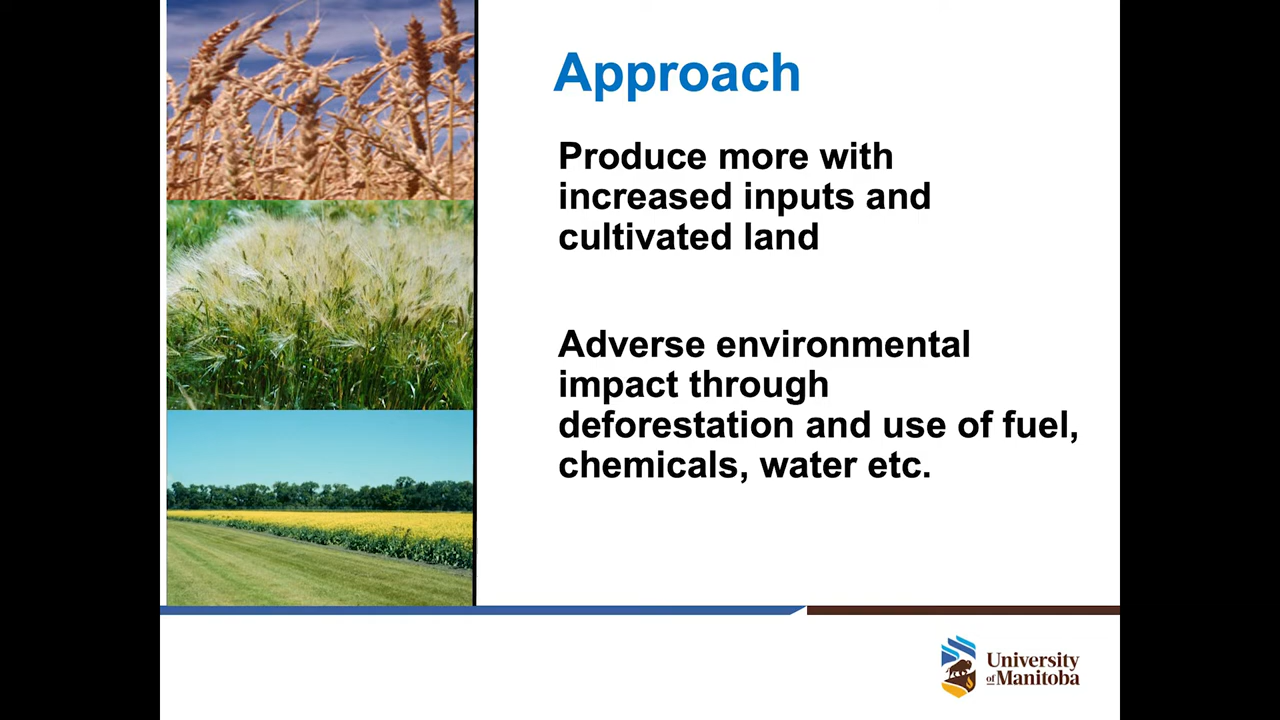 Approach
Produce more with
increased inputs and
cultivated land
Adverse environmental
impact through
deforestation and use of fuel,
chemicals, water etc.
University
of Manitoba